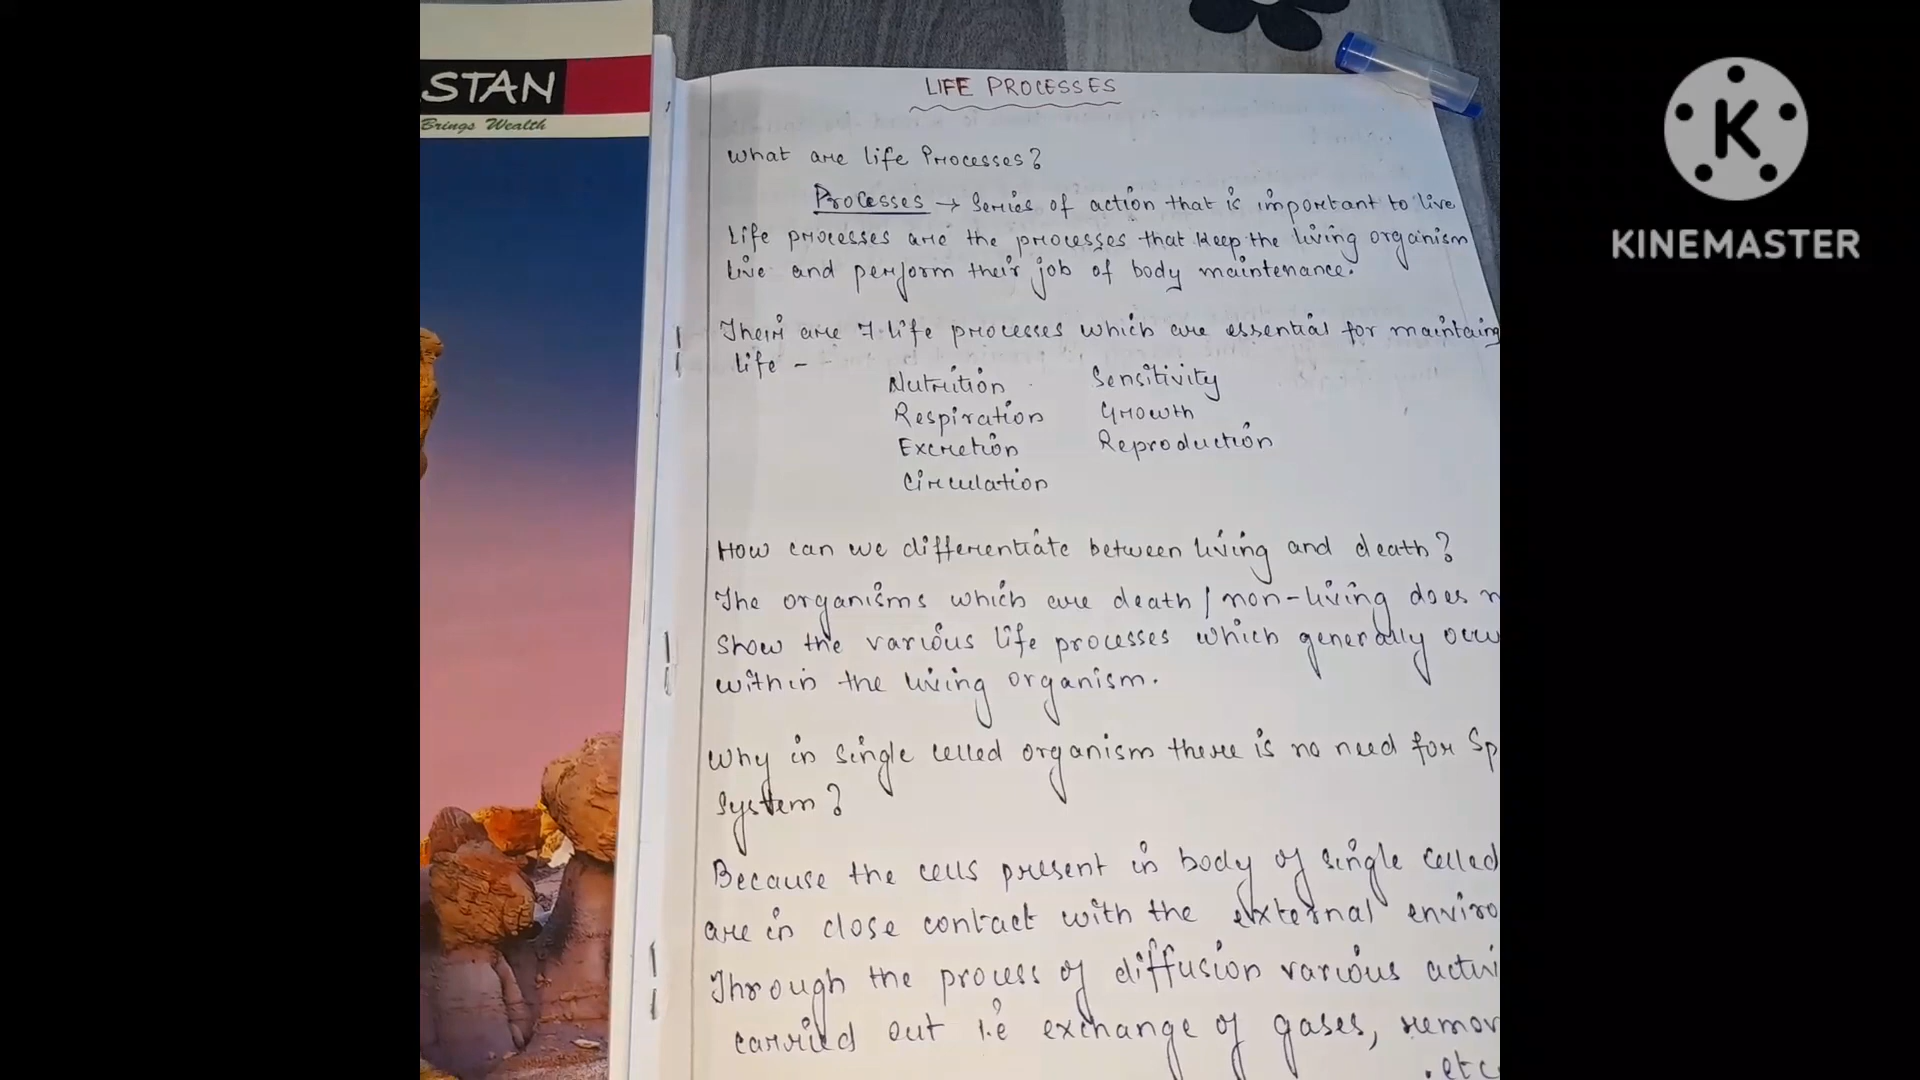 STAN
Brings Wealth
LIFE PROCESSES
What are life Processes?
Processes → Series of action that is important to live
Life processes are the processes that keep the living organism
live and perform their job of body maintenance.
Their are 7 life processes which are essential for maintaing
life -
Nutrition Sensitivity
Respiration Growth
Excretion Reproduction
Circulation
How can we differentiate between living and death?
The organisms which are death / non-living does n
Show the various life processes which generally occu
within the living organism.
Why in single celled organism there is no need for Sp
System?
Because the cells present in body of single celled
are in close contact with the external enviro
Through the process of diffusion various activi
carried out i.e exchange of gases, remov
.etc
K
KINEMASTER